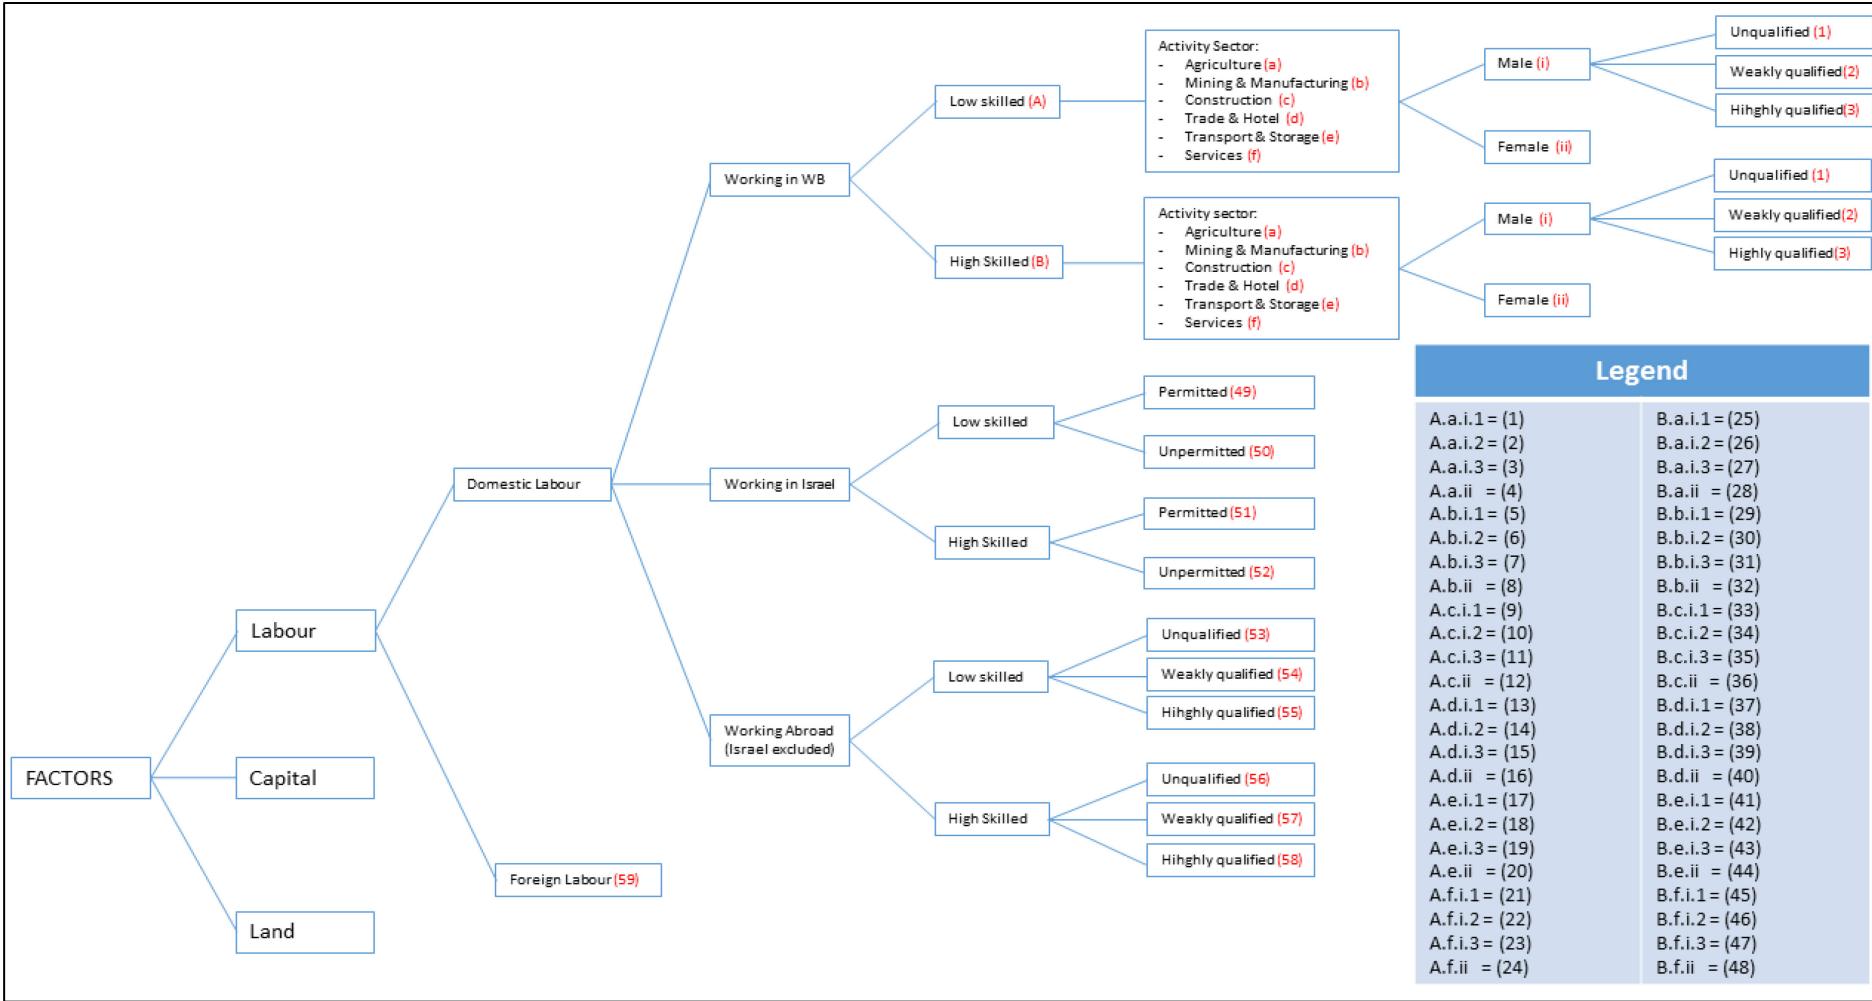 FACTORS
Labour
Capital
Land
Domestic Labour
Foreign Labour (59)
Working in WB
Working in Israel
Working Abroad
(Israel excluded)
Low skilled (A)
High Skilled (B)
Activity Sector:
- Agriculture (a)
- Mining & Manufacturing (b)
- Construction (c)
- Trade & Hotel (d)
- Transport & Storage (e)
- Services (f)
Male (i)
Female (ii)
Unqualified (1)
Weakly qualified (2)
Hihghly qualified (3)
Activity sector:
- Agriculture (a)
- Mining & Manufacturing (b)
- Construction (c)
- Trade & Hotel (d)
- Transport & Storage (e)
- Services (f)
Male (i)
Female (ii)
Unqualified (1)
Weakly qualified (2)
Highly qualified (3)
Low skilled
Permitted (49)
Unpermitted (50)
High Skilled
Permitted (51)
Unpermitted (52)
Low skilled
Unqualified (53)
Weakly qualified (54)
Hihghly qualified (55)
High Skilled
Unqualified (56)
Weakly qualified (57)
Hihghly qualified (58)
Legend
A.a.i.1 = (1)
A.a.i.2 = (2)
A.a.i.3 = (3)
A.a.ii = (4)
A.b.i.1 = (5)
A.b.i.2 = (6)
A.b.i.3 = (7)
A.b.ii = (8)
A.c.i.1 = (9)
A.c.i.2 = (10)
A.c.i.3 = (11)
A.c.ii = (12)
A.d.i.1 = (13)
A.d.i.2 = (14)
A.d.i.3 = (15)
A.d.ii = (16)
A.e.i.1 = (17)
A.e.i.2 = (18)
A.e.i.3 = (19)
A.e.ii = (20)
A.f.i.1 = (21)
A.f.i.2 = (22)
A.f.i.3 = (23)
A.f.ii = (24)
B.a.i.1 = (25)
B.a.i.2 = (26)
B.a.i.3 = (27)
B.a.ii = (28)
B.b.i.1 = (29)
B.b.i.2 = (30)
B.b.i.3 = (31)
B.b.ii = (32)
B.c.i.1 = (33)
B.c.i.2 = (34)
B.c.i.3 = (35)
B.c.ii = (36)
B.d.i.1 = (37)
B.d.i.2 = (38)
B.d.i.3 = (39)
B.d.ii = (40)
B.e.i.1 = (41)
B.e.i.2 = (42)
B.e.i.3 = (43)
B.e.ii = (44)
B.f.i.1 = (45)
B.f.i.2 = (46)
B.f.i.3 = (47)
B.f.ii = (48)